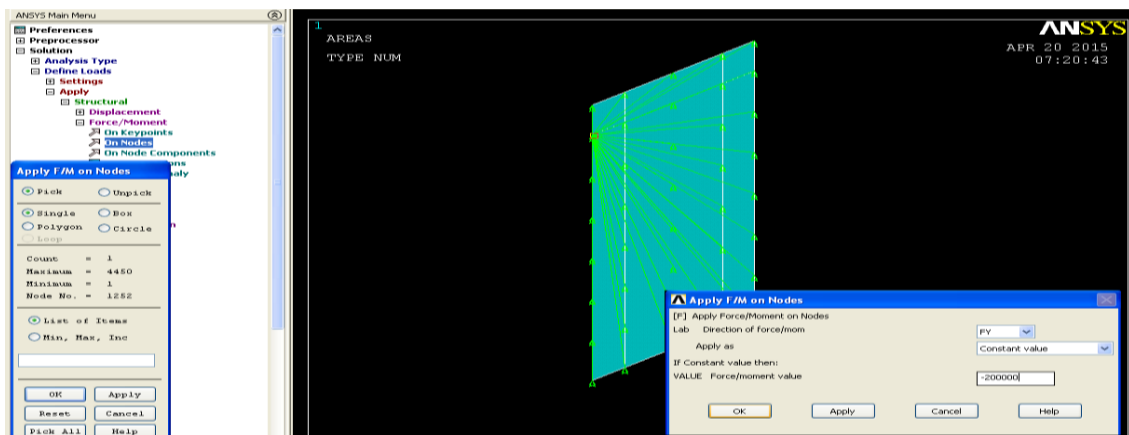 ANSYS Main Menu
Preferences
Preprocessor
Solution
Analysis Type
Define Loads
Settings
Apply
Structural
Displacement
Force/Moment
On Keypoints
On Nodes
On Node Components
Apply F/M on Nodes
Pick Unpick
Single Box
Polygon Circle
Loop
Count = 1
Maximum = 4450
Minimum = 1
Node No. = 1252
List of Items
Min, Max, Inc
OK Apply
Reset Cancel
Pick All Help
1
AREAS
TYPE NUM
ANSYS
APR 20 2015
07:20:43
Apply F/M on Nodes
[F] Apply Force/Moment on Nodes
Lab Direction of force/mom FY
Apply as Constant value
If Constant value then:
VALUE Force/moment value -200000
OK Apply Cancel Help